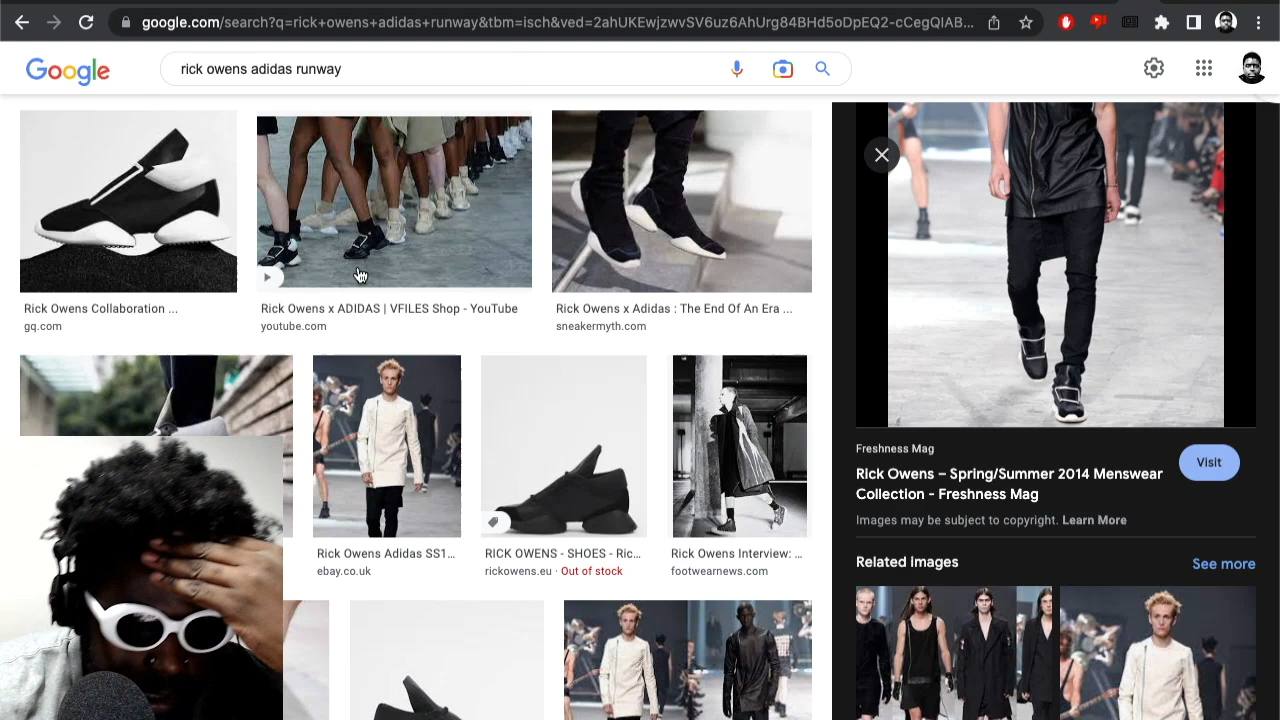 google.com/search?q=rick+owens+adidas+runway&tbm=isch&ved=2ahUKEwjzwvSV6uz6AhUrg84BHd5oDpEQ2-cCegQIAB...
Google
rick owens adidas runway
Rick Owens Collaboration ...
gq.com
Rick Owens x ADIDAS | VFILES Shop - YouTube
youtube.com
Rick Owens x Adidas : The End Of An Era ...
sneakermyth.com
Rick Owens Adidas SS1...
ebay.co.uk
RICK OWENS - SHOES - Ric...
rickowens.eu · Out of stock
Rick Owens Interview: ...
footwearnews.com
Freshness Mag
Rick Owens – Spring/Summer 2014 Menswear
Collection - Freshness Mag
Visit
Images may be subject to copyright. Learn More
Related images
See more